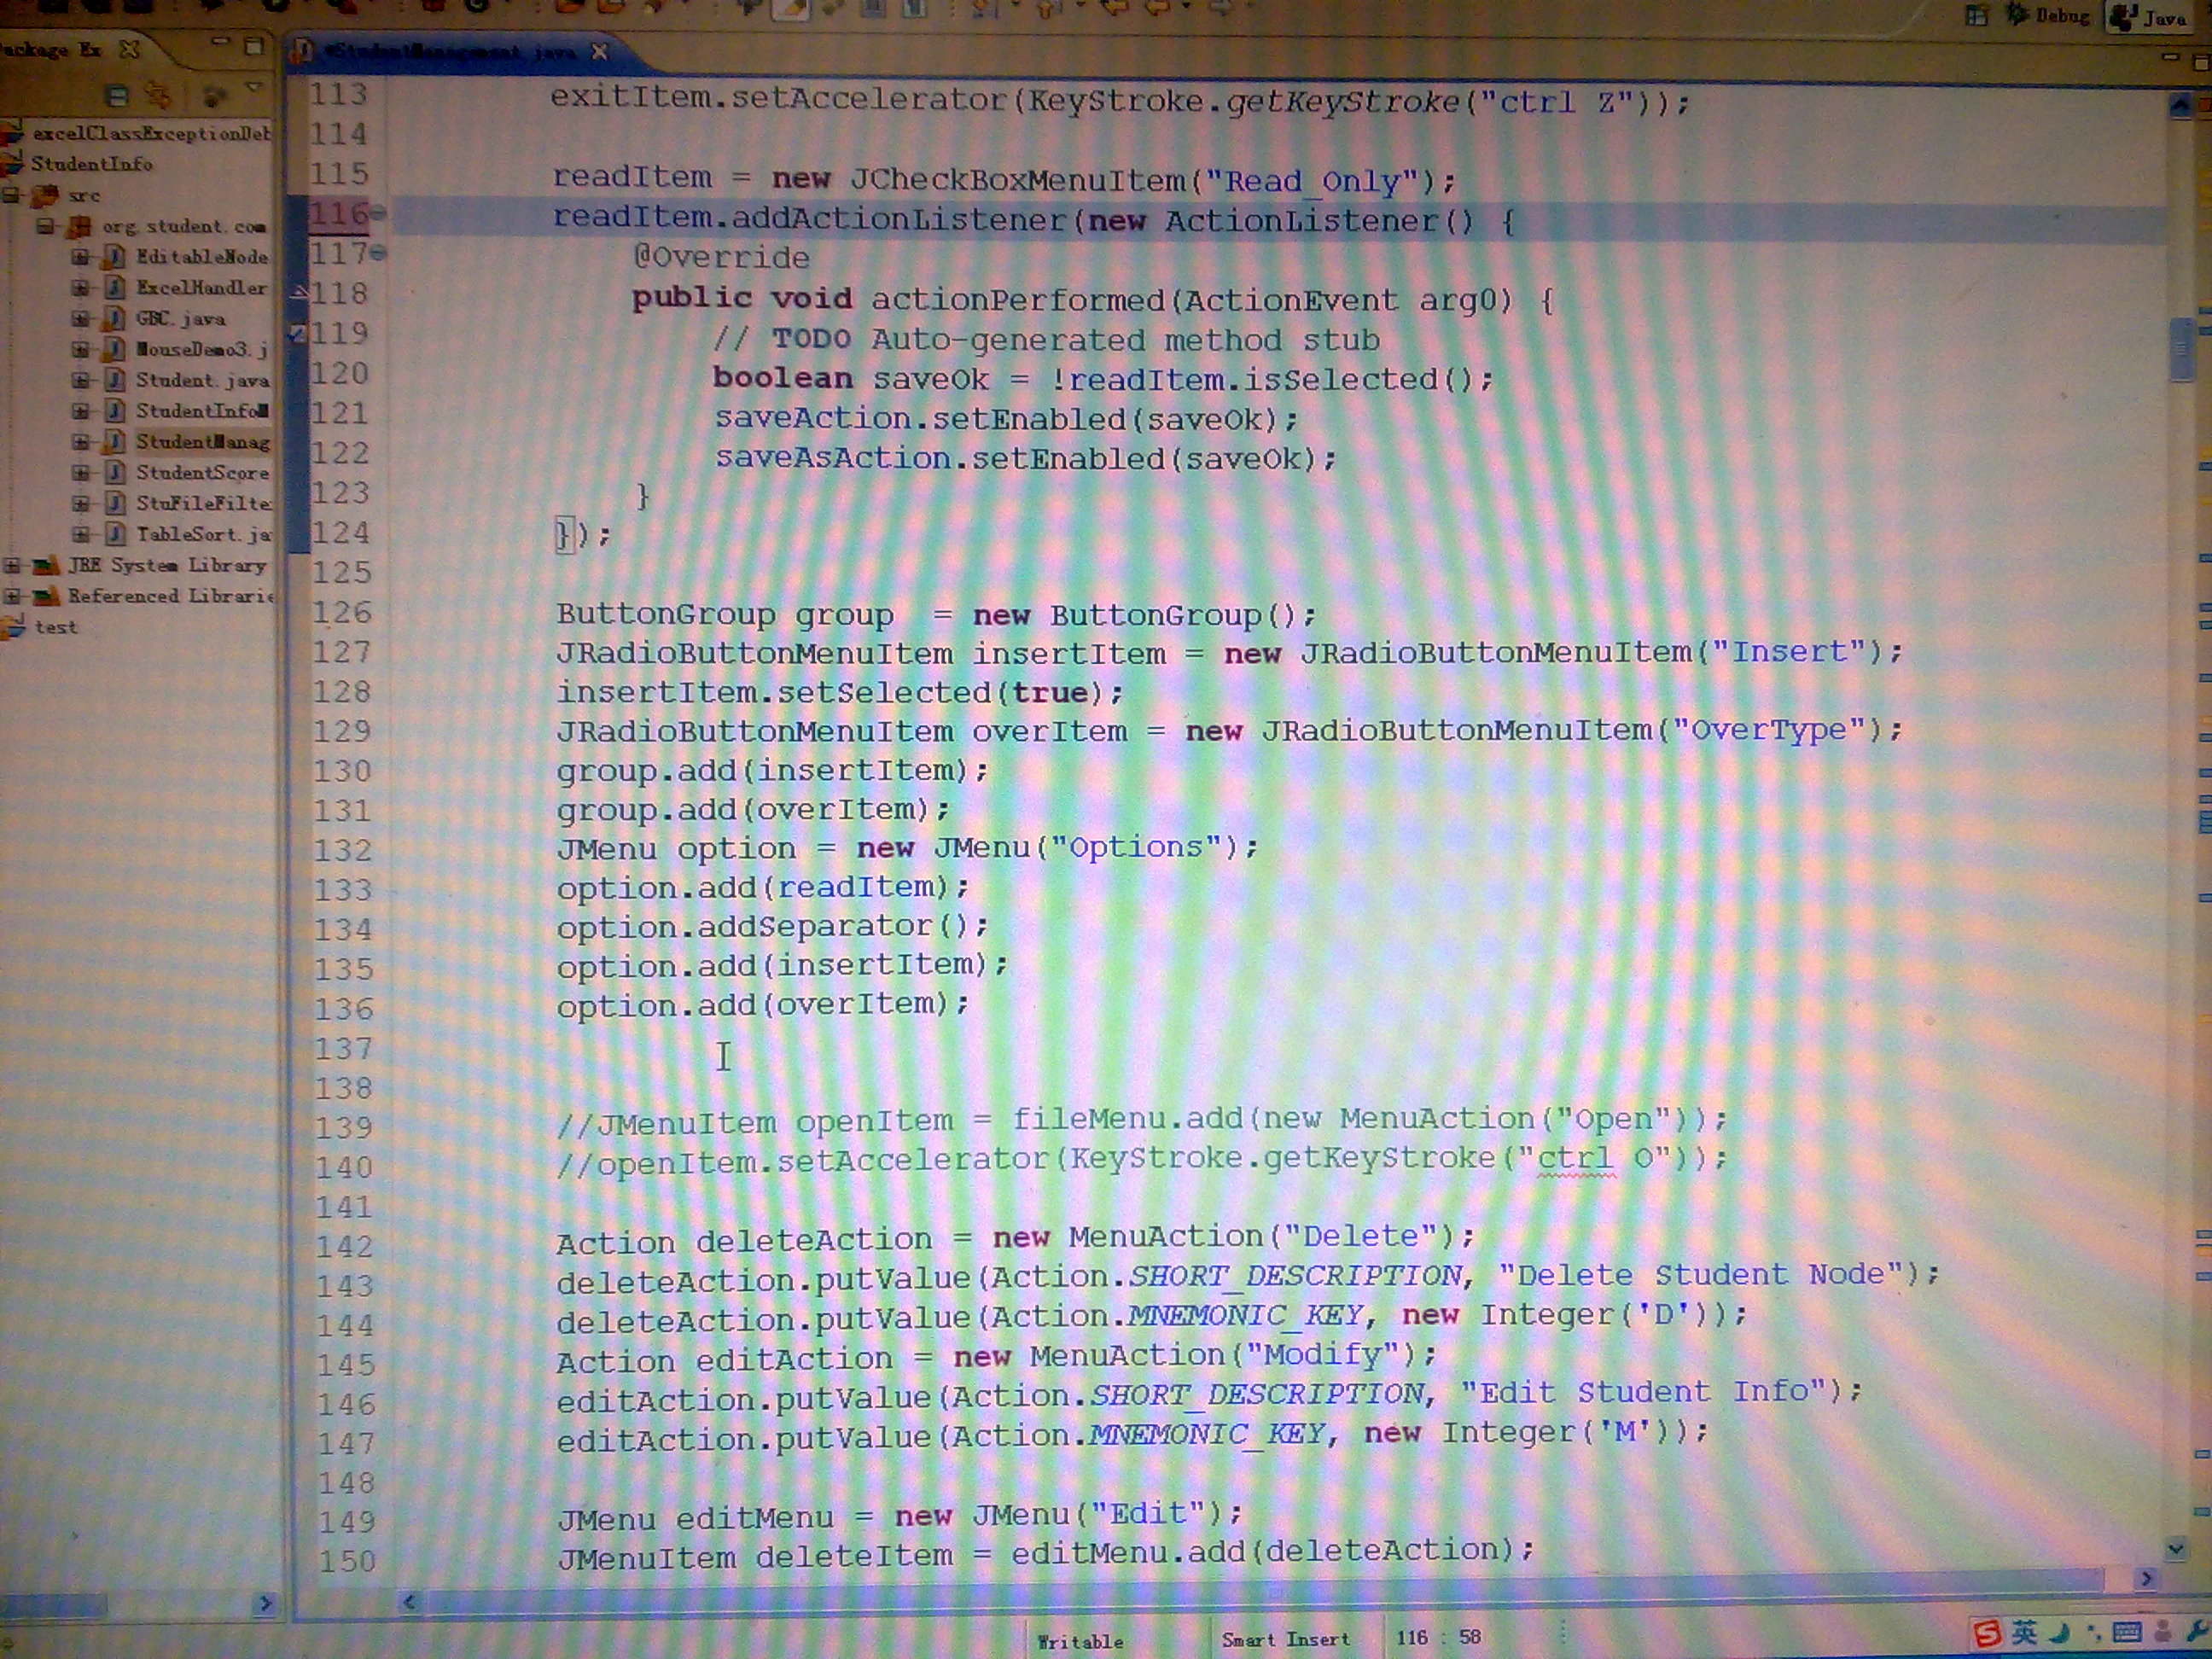 Debug
Java
Package Ex
*StudentManagement.java
excelClassExceptionDeb
StudentInfo
src
org.student.com
EditableNode
ExcelHandler
GBC.java
MouseDemo3.j
Student.java
StudentInfoM
StudentManag
StudentScore
StuFileFilte
TableSort.ja
JRE System Library
Referenced Librarie
test
113 exitItem.setAccelerator(KeyStroke.getKeyStroke("ctrl Z"));
114
115 readItem = new JCheckBoxMenuItem("Read_Only");
116 readItem.addActionListener(new ActionListener() {
117 @Override
118 public void actionPerformed(ActionEvent arg0) {
119 // TODO Auto-generated method stub
120 boolean saveOk = !readItem.isSelected();
121 saveAction.setEnabled(saveOk);
122 saveAsAction.setEnabled(saveOk);
123 }
124 });
125
126 ButtonGroup group  = new ButtonGroup();
127 JRadioButtonMenuItem insertItem = new JRadioButtonMenuItem("Insert");
128 insertItem.setSelected(true);
129 JRadioButtonMenuItem overItem = new JRadioButtonMenuItem("OverType");
130 group.add(insertItem);
131 group.add(overItem);
132 JMenu option = new JMenu("Options");
133 option.add(readItem);
134 option.addSeparator();
135 option.add(insertItem);
136 option.add(overItem);
137
138
139 //JMenuItem openItem = fileMenu.add(new MenuAction("Open"));
140 //openItem.setAccelerator(KeyStroke.getKeyStroke("ctrl O"));
141
142 Action deleteAction = new MenuAction("Delete");
143 deleteAction.putValue(Action.SHORT_DESCRIPTION, "Delete Student Node");
144 deleteAction.putValue(Action.MNEMONIC_KEY, new Integer('D'));
145 Action editAction = new MenuAction("Modify");
146 editAction.putValue(Action.SHORT_DESCRIPTION, "Edit Student Info");
147 editAction.putValue(Action.MNEMONIC_KEY, new Integer('M'));
148
149 JMenu editMenu = new JMenu("Edit");
150 JMenuItem deleteItem = editMenu.add(deleteAction);
Writable
Smart Insert
116 : 58
S 英